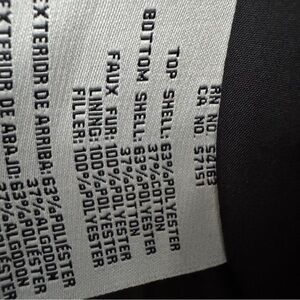 RN NO. 54163
CA NO. 57151
TOP SHELL: 63%POLYESTER
37%COTTON
BOTTOM SHELL: 63%POLYESTER
37%COTTON
FAUX FUR: 100%POLYESTER
LINING: 100%POLYESTER
FILLER: 100%POLYESTER
EXTERIOR DE ARRIBA: 63%POLIESTER
37%ALGODON
EXTERIOR DE ABAJO: 63%POLIESTER
37%ALGODON